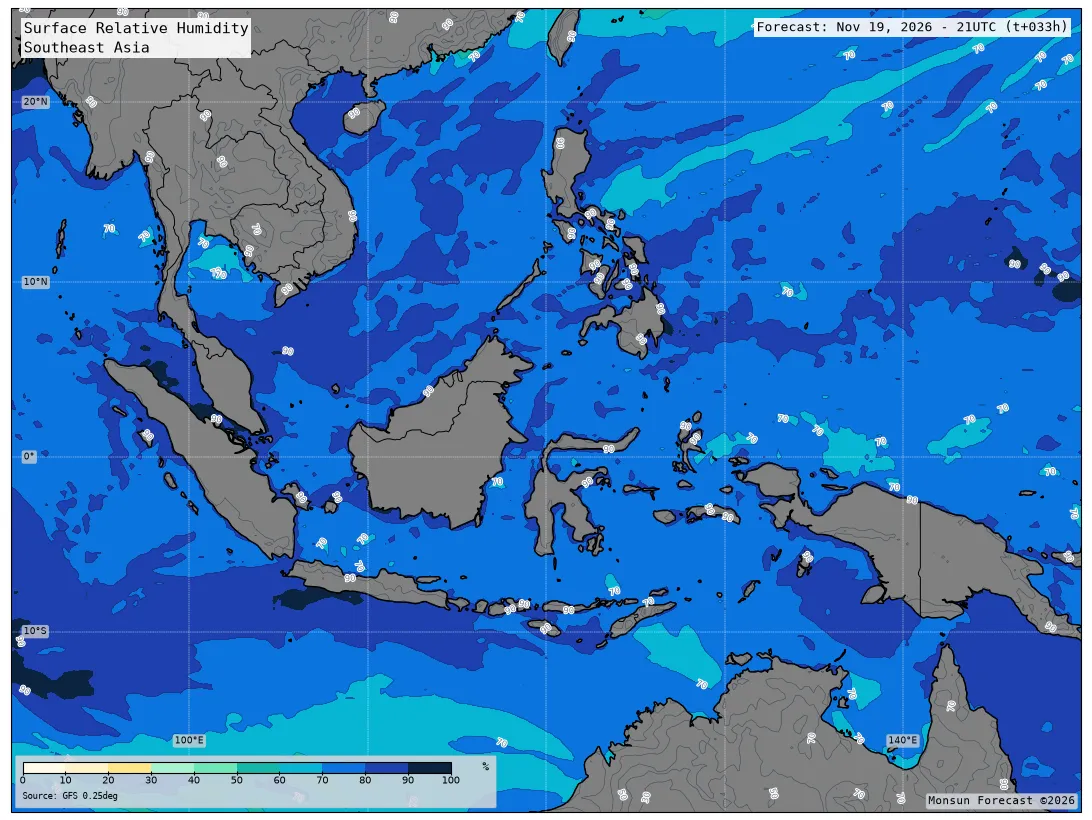 Surface Relative Humidity
Southeast Asia
Forecast: Nov 19, 2026 - 21UTC (t+033h)
20°N
10°N
0°
10°S
100°E
140°E
%
0 10 20 30 40 50 60 70 80 90 100
Source: GFS 0.25deg
Monsun Forecast ©2026